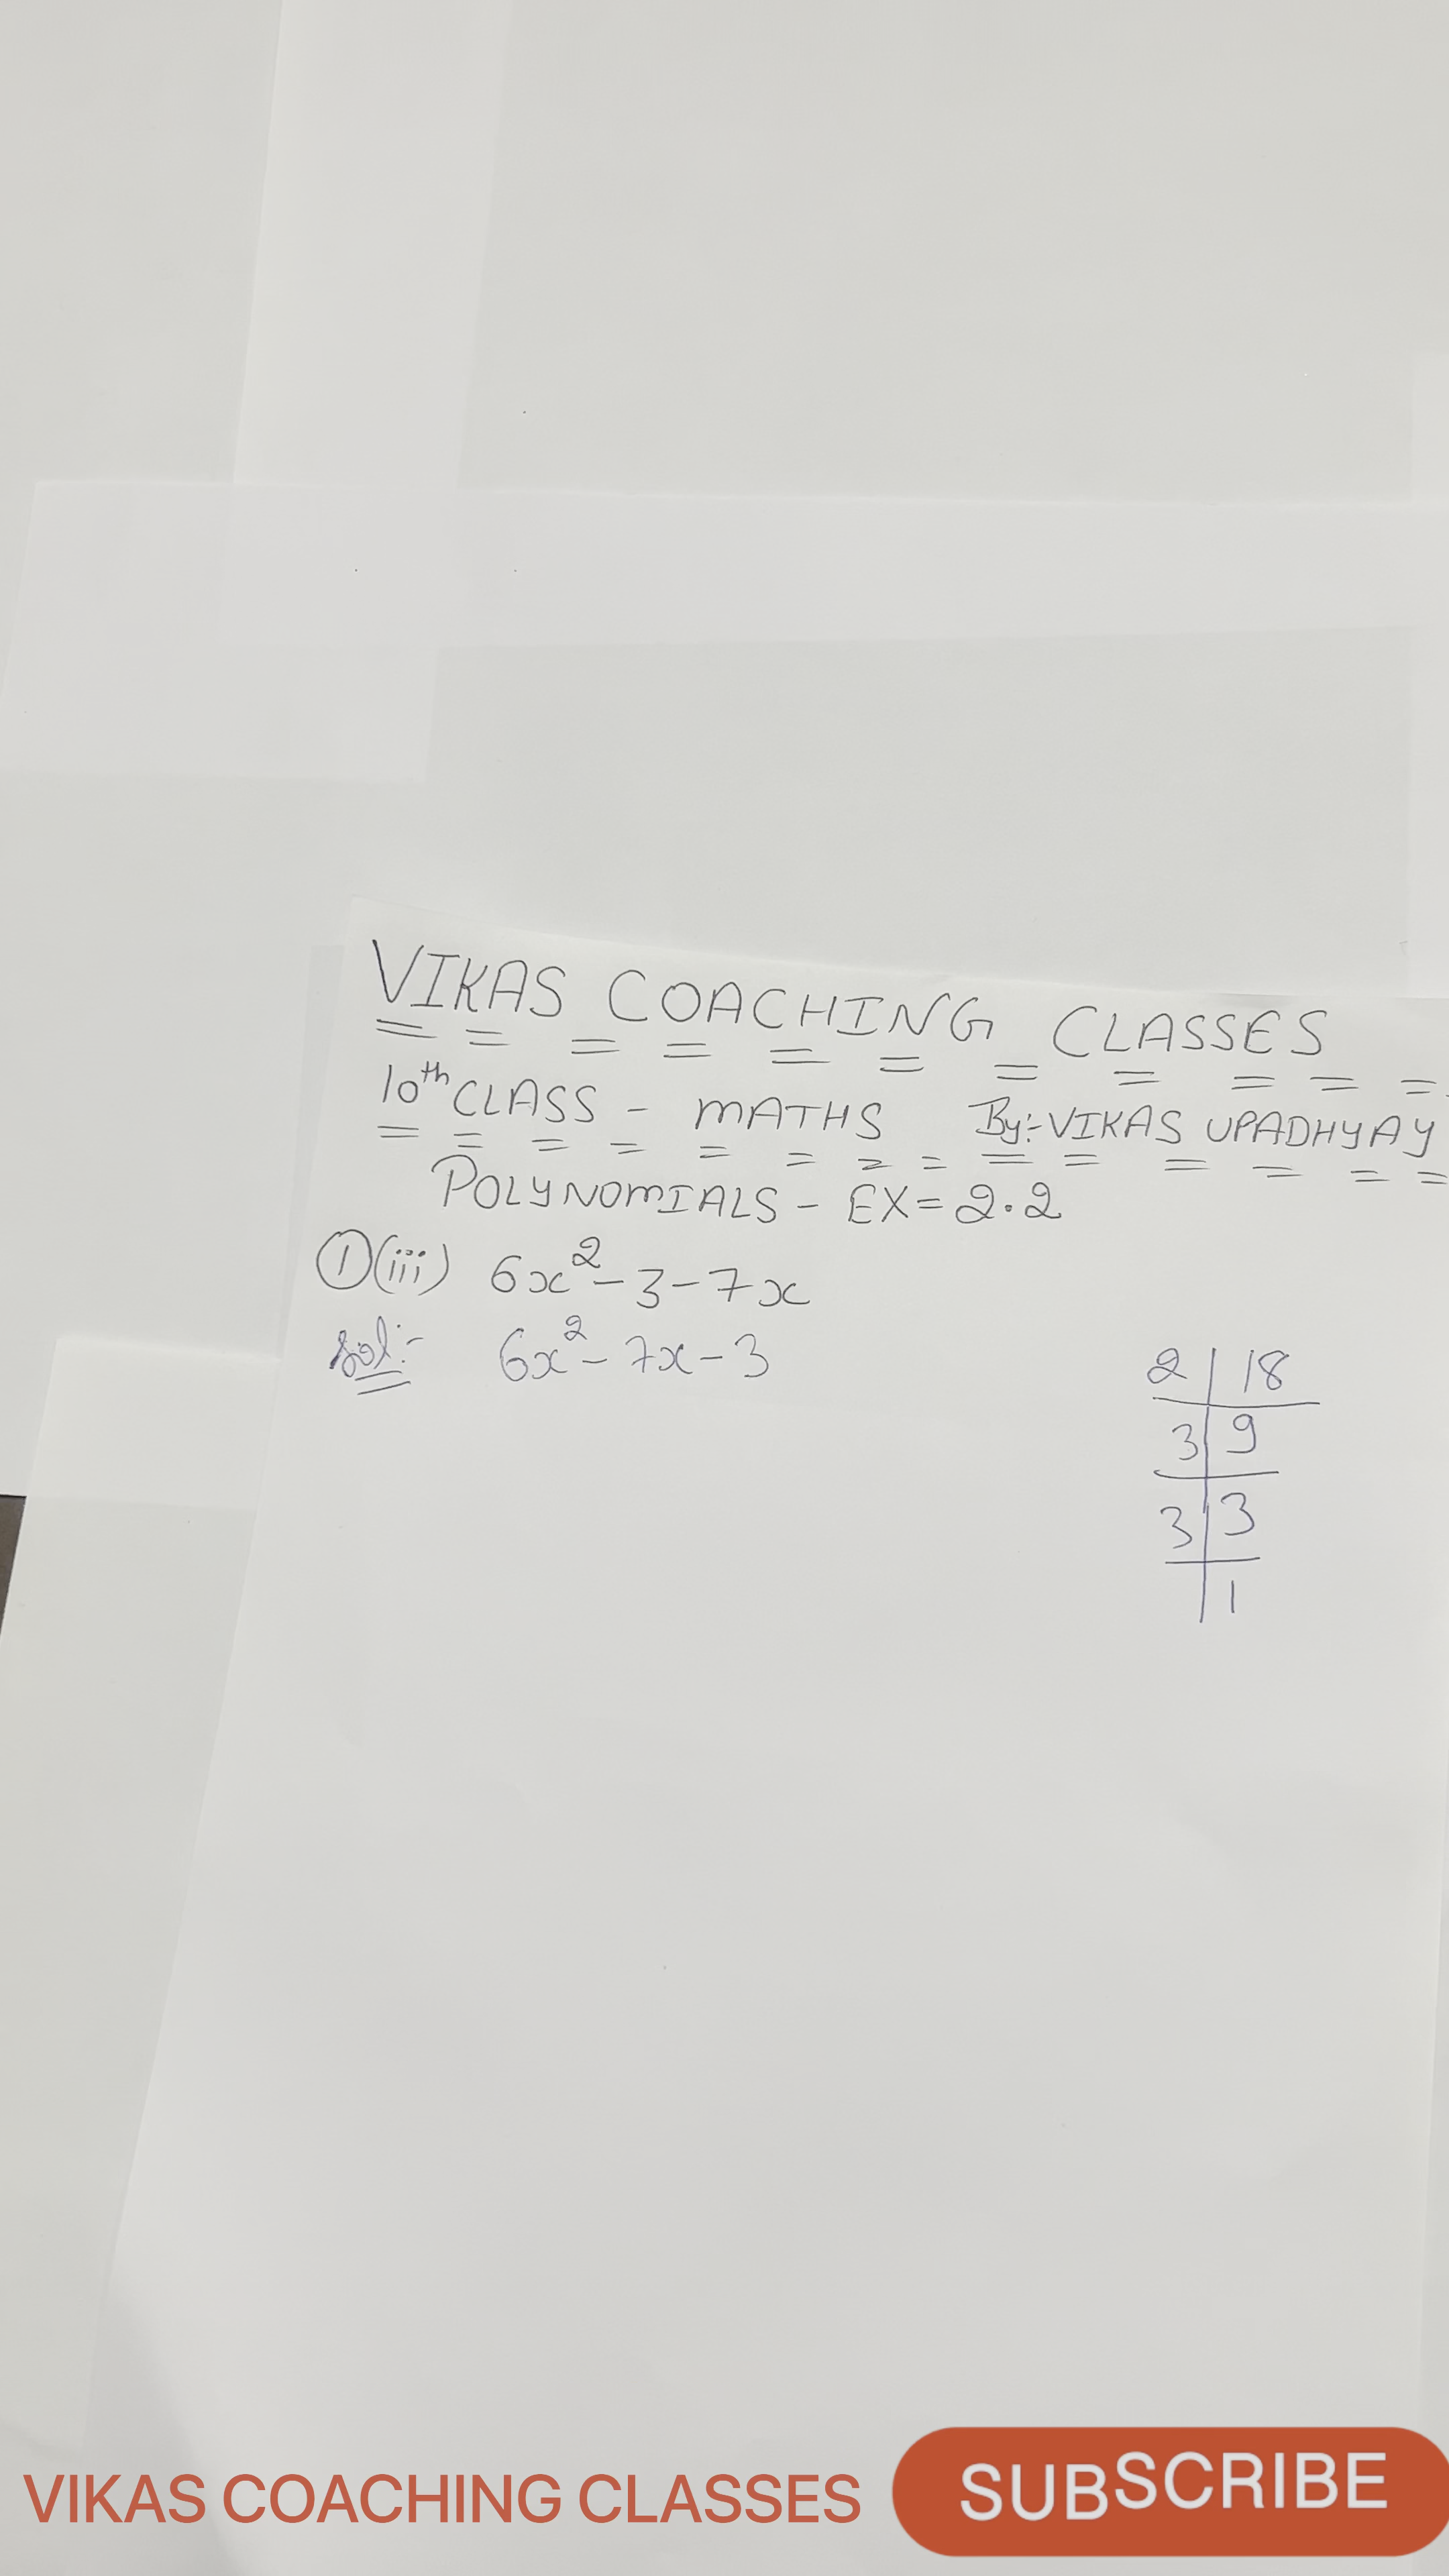 VIKAS COACHING CLASSES
10th CLASS - MATHS By:- VIKAS UPADHYAY
POLYNOMIALS - EX = 2.2
①(iii) 6x² - 3 - 7x
Sol:- 6x² - 7x - 3
2 | 18
3 | 9
3 | 3
| 1
VIKAS COACHING CLASSES
SUBSCRIBE